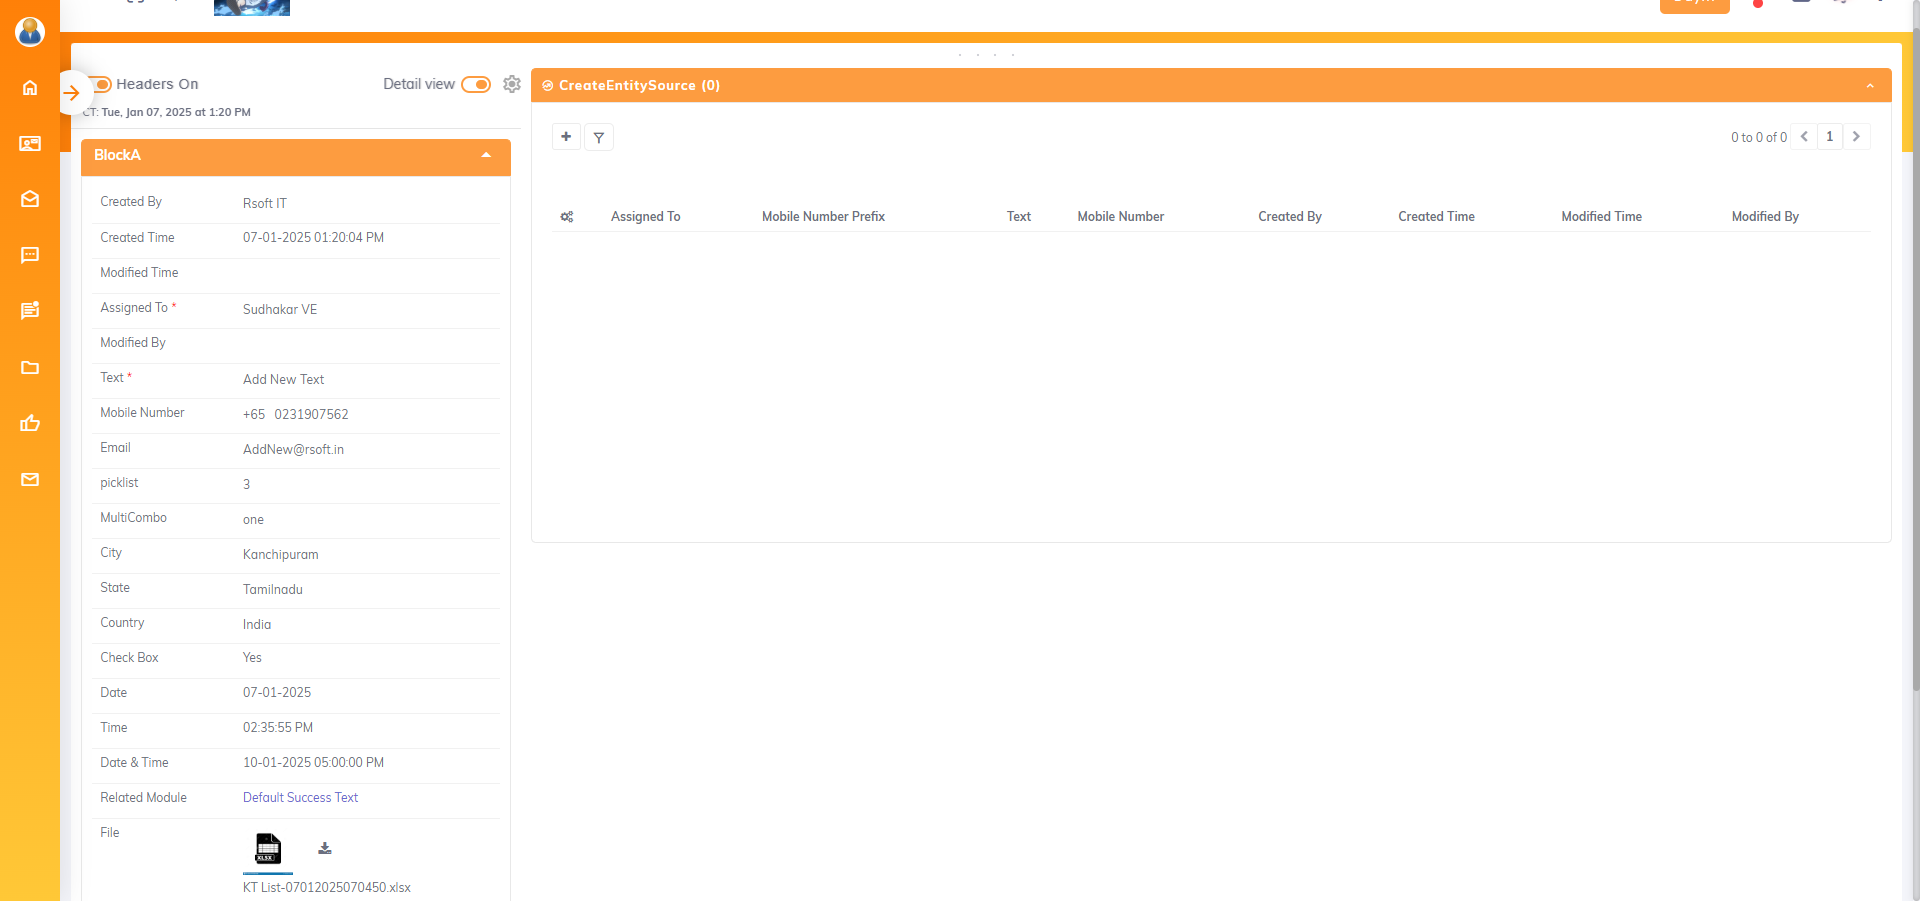 Headers On
Detail view
CT: Tue, Jan 07, 2025 at 1:20 PM
BlockA
Created By Rsoft IT
Created Time 07-01-2025 01:20:04 PM
Modified Time
Assigned To * Sudhakar VE
Modified By
Text * Add New Text
Mobile Number +65 0231907562
Email AddNew@rsoft.in
picklist 3
MultiCombo one
City Kanchipuram
State Tamilnadu
Country India
Check Box Yes
Date 07-01-2025
Time 02:35:55 PM
Date & Time 10-01-2025 05:00:00 PM
Related Module Default Success Text
File
XLSX
KT List-07012025070450.xlsx
CreateEntitySource (0)
0 to 0 of 0 1
Assigned To Mobile Number Prefix Text Mobile Number Created By Created Time Modified Time Modified By